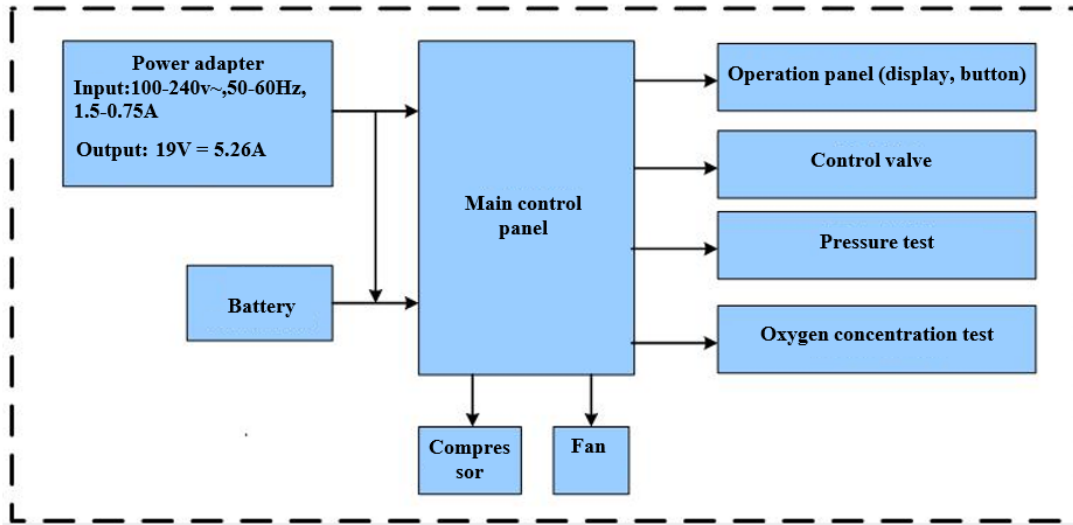 Power adapter
Input:100-240v~,50-60Hz,
1.5-0.75A
Output: 19V = 5.26A
Battery
Main control
panel
Operation panel (display, button)
Control valve
Pressure test
Oxygen concentration test
Compres
sor
Fan